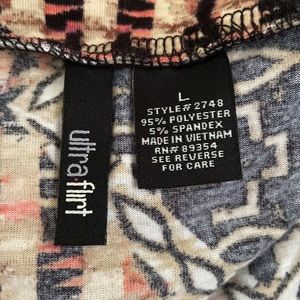 ultra flirt
L
STYLE# 2748
95% POLYESTER
5% SPANDEX
MADE IN VIETNAM
RN# 89354
SEE REVERSE
FOR CARE